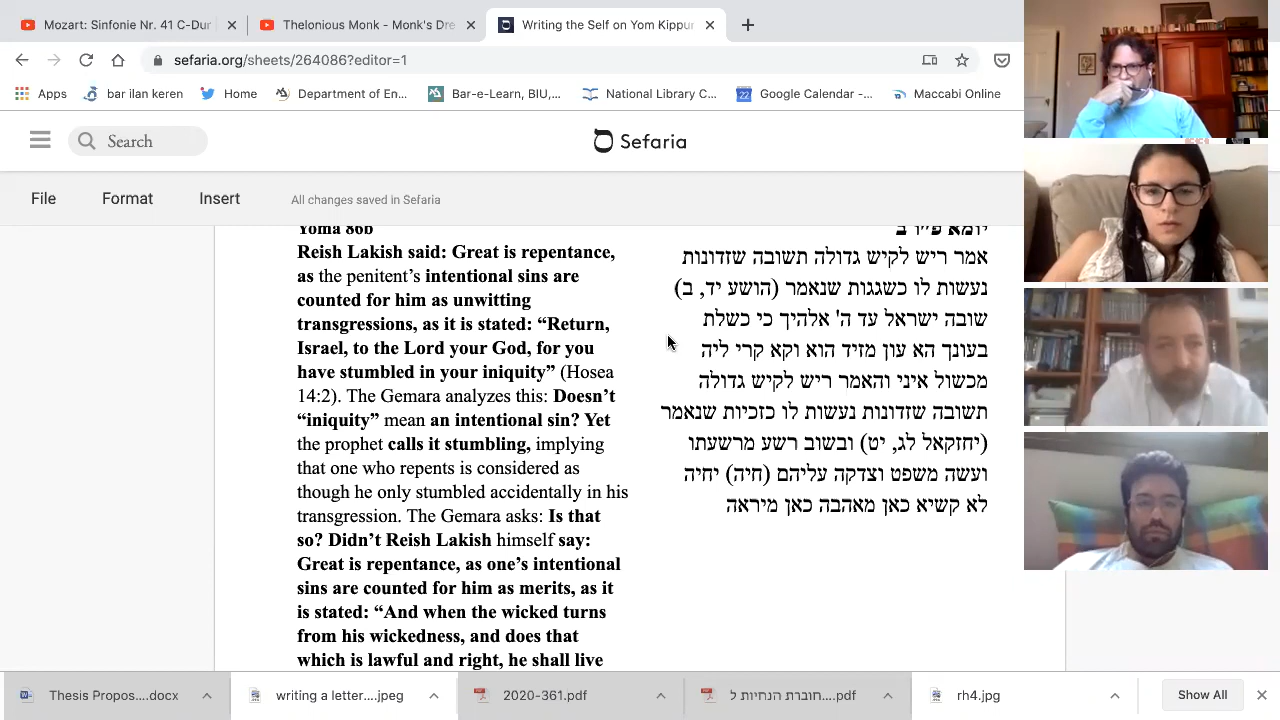 Mozart: Sinfonie Nr. 41 C-Dur
Thelonious Monk - Monk's Dre
Writing the Self on Yom Kippur
sefaria.org/sheets/264086?editor=1
Apps
bar ilan keren
Home
Department of En...
Bar-e-Learn, BIU,...
National Library C...
Google Calendar -...
Maccabi Online
Search
Sefaria
File
Format
Insert
All changes saved in Sefaria
Yoma 86b
Reish Lakish said: Great is repentance,
as the penitent's intentional sins are
counted for him as unwitting
transgressions, as it is stated: “Return,
Israel, to the Lord your God, for you
have stumbled in your iniquity” (Hosea
14:2). The Gemara analyzes this: Doesn’t
“iniquity” mean an intentional sin? Yet
the prophet calls it stumbling, implying
that one who repents is considered as
though he only stumbled accidentally in his
transgression. The Gemara asks: Is that
so? Didn’t Reish Lakish himself say:
Great is repentance, as one’s intentional
sins are counted for him as merits, as it
is stated: “And when the wicked turns
from his wickedness, and does that
which is lawful and right, he shall live
יומא פ״ו ב
אמר ריש לקיש גדולה תשובה שזדונות
נעשות לו כשגגות שנאמר (הושע יד, ב)
שובה ישראל עד ה' אלהיך כי כשלת
בעונך הא עון מזיד הוא וקא קרי ליה
מכשול איני והאמר ריש לקיש גדולה
תשובה שזדונות נעשות לו כזכיות שנאמר
(יחזקאל לג, יט) ובשוב רשע מרשעתו
ועשה משפט וצדקה עליהם (חיה) יחיה
לא קשיא כאן מאהבה כאן מיראה
Thesis Propos....docx
writing a letter....jpeg
2020-361.pdf
חוברת הנחיות ל....pdf
rh4.jpg
Show All